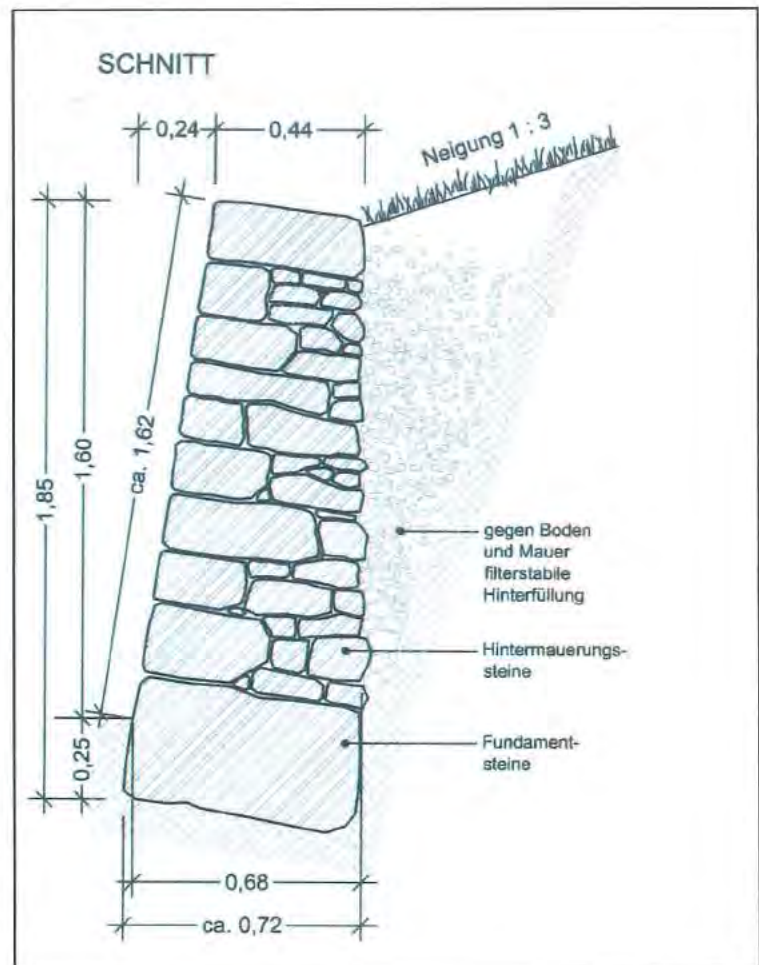 SCHNITT
0,24
0,44
Neigung 1 : 3
ca. 1,62
1,60
1,85
0,25
gegen Boden
und Mauer
filterstabile
Hinterfüllung
Hintermauerungs-
steine
Fundament-
steine
0,68
ca. 0,72